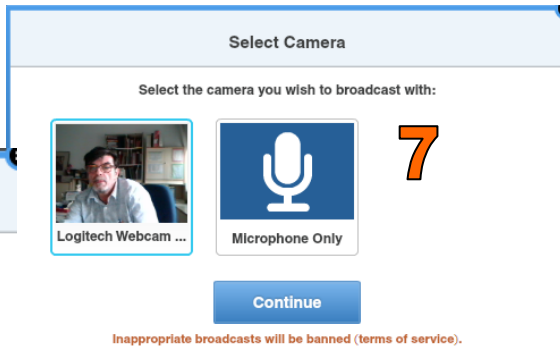 Select Camera
Select the camera you wish to broadcast with:
7
Logitech Webcam ...
Microphone Only
Continue
Inappropriate broadcasts will be banned (terms of service).